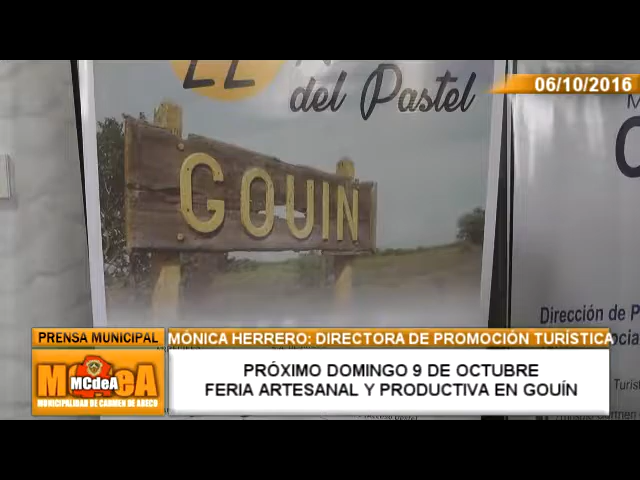 06/10/2016
del Pastel
GOUIN
Dirección de P
PRENSA MUNICIPAL
MÓNICA HERRERO: DIRECTORA DE PROMOCIÓN TURÍSTICA
MCdeA
MUNICIPALIDAD DE CARMEN DE ARECO
PRÓXIMO DOMINGO 9 DE OCTUBRE
FERIA ARTESANAL Y PRODUCTIVA EN GOUÍN